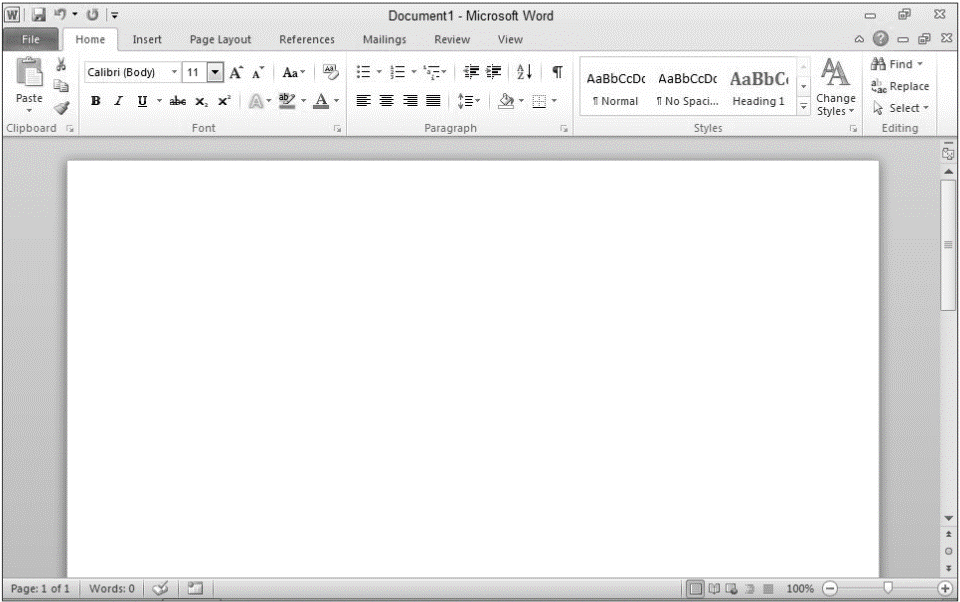 Document1 - Microsoft Word
File Home Insert Page Layout References Mailings Review View
Calibri (Body) 11 Aa Find
AaBbCcDc AaBbCcDc AaBbC
Paste Replace
B I U abc X₂ X² A ab A ¶ Normal ¶ No Spaci... Heading 1 Change Styles Select
Clipboard Font Paragraph Styles Editing
Page: 1 of 1 Words: 0 100%